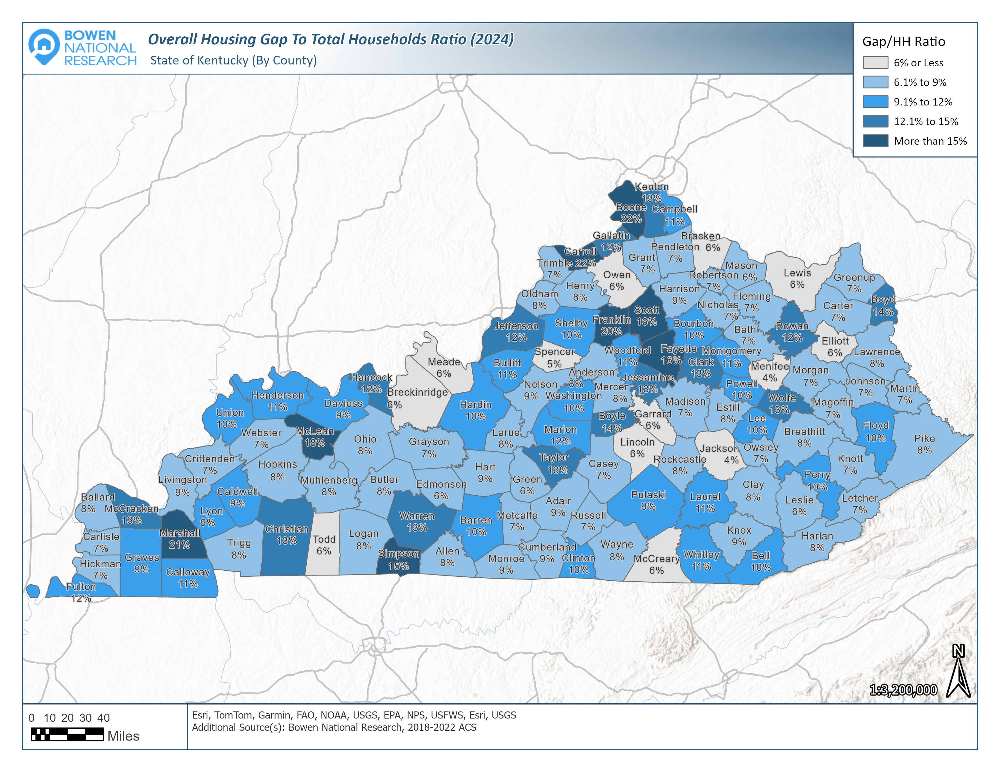 BOWEN
NATIONAL
RESEARCH
Overall Housing Gap To Total Households Ratio (2024)
State of Kentucky (By County)
Gap/HH Ratio
6% or Less
6.1% to 9%
9.1% to 12%
12.1% to 15%
More than 15%
Kenton
13%
Boone
22%
Campbell
11%
Gallatin
12%
Bracken
6%
Carroll
22%
Grant
7%
Pendleton
7%
Trimble
7%
Mason
6%
Owen
6%
Robertson
7%
Lewis
6%
Greenup
7%
Henry
8%
Oldham
8%
Harrison
9%
Fleming
7%
Nicholas
7%
Boyd
14%
Carter
7%
Scott
16%
Franklin
20%
Shelby
10%
Jefferson
12%
Bourbon
10%
Bath
7%
Rowan
12%
Elliott
6%
Lawrence
8%
Spencer
5%
Woodford
11%
Fayette
16%
Montgomery
11%
Clark
13%
Meade
6%
Bullitt
11%
Menifee
4%
Morgan
7%
Anderson
8%
Jessamine
13%
Hancock
12%
Nelson
9%
Mercer
8%
Powell
10%
Johnson
7%
Martin
7%
Breckinridge
6%
Henderson
11%
Daviess
9%
Hardin
10%
Washington
10%
Madison
7%
Estill
8%
Wolfe
13%
Magoffin
7%
Union
10%
Garrard
6%
Boyle
14%
Lee
10%
Floyd
10%
Webster
7%
McLean
18%
Ohio
8%
Grayson
7%
Larue
8%
Marion
12%
Breathitt
8%
Pike
8%
Lincoln
6%
Jackson
4%
Owsley
7%
Crittenden
7%
Hopkins
8%
Taylor
13%
Casey
7%
Rockcastle
8%
Knott
7%
Livingston
9%
Muhlenberg
8%
Butler
8%
Edmonson
6%
Hart
9%
Green
6%
Perry
10%
Caldwell
9%
Clay
8%
Ballard
8%
McCracken
13%
Lyon
9%
Adair
9%
Pulaski
9%
Laurel
11%
Leslie
6%
Letcher
7%
Warren
13%
Barren
10%
Metcalfe
7%
Russell
7%
Marshall
21%
Christian
13%
Logan
8%
Todd
6%
Carlisle
7%
Trigg
8%
Knox
9%
Harlan
8%
Simpson
15%
Allen
8%
Cumberland
9%
Wayne
8%
Monroe
9%
Clinton
10%
McCreary
6%
Whitley
11%
Bell
10%
Hickman
7%
Graves
9%
Calloway
11%
Fulton
12%
N
1:3,200,000
0 10 20 30 40
Miles
Esri, TomTom, Garmin, FAO, NOAA, USGS, EPA, NPS, USFWS, Esri, USGS
Additional Source(s): Bowen National Research, 2018-2022 ACS